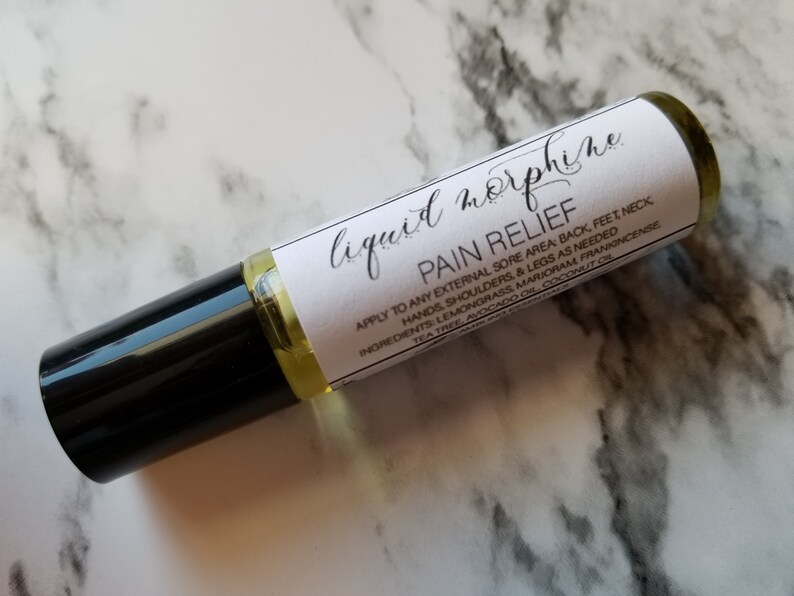 liquid morphine
PAIN RELIEF
APPLY TO ANY EXTERNAL SORE AREA: BACK, FEET, NECK,
HANDS, SHOULDERS, & LEGS AS NEEDED
INGREDIENTS: LEMONGRASS, MARJORAM, FRANKINCENSE,
TEA TREE, AVOCADO OIL, COCONUT OIL